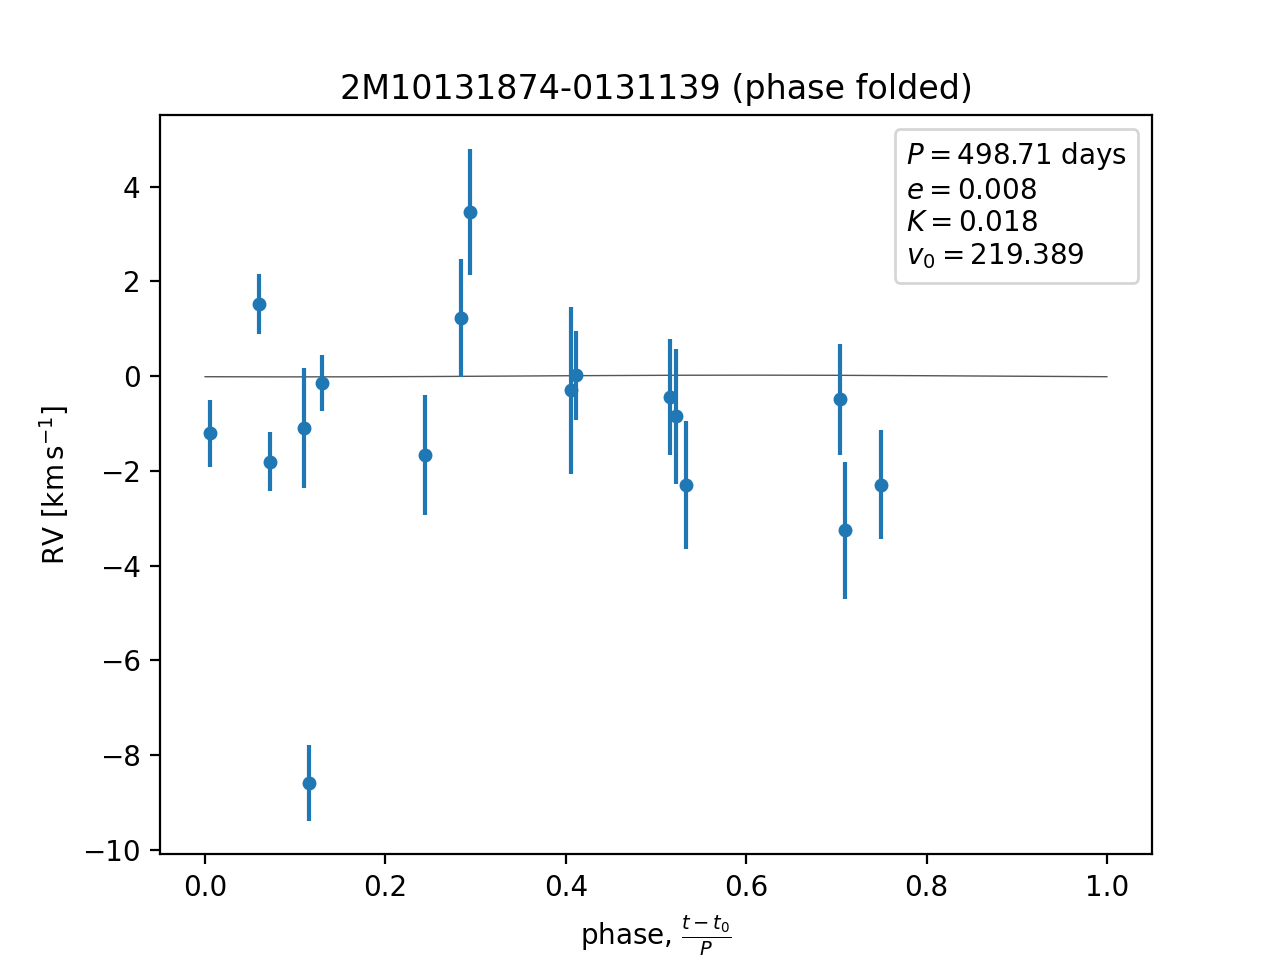 2M10131874-0131139 (phase folded)
P = 498.71 days
e = 0.008
K = 0.018
v₀ = 219.389
RV [km s⁻¹]
4
2
0
−2
−4
−6
−8
−10
0.0 0.2 0.4 0.6 0.8 1.0
phase, (t − t₀)/P